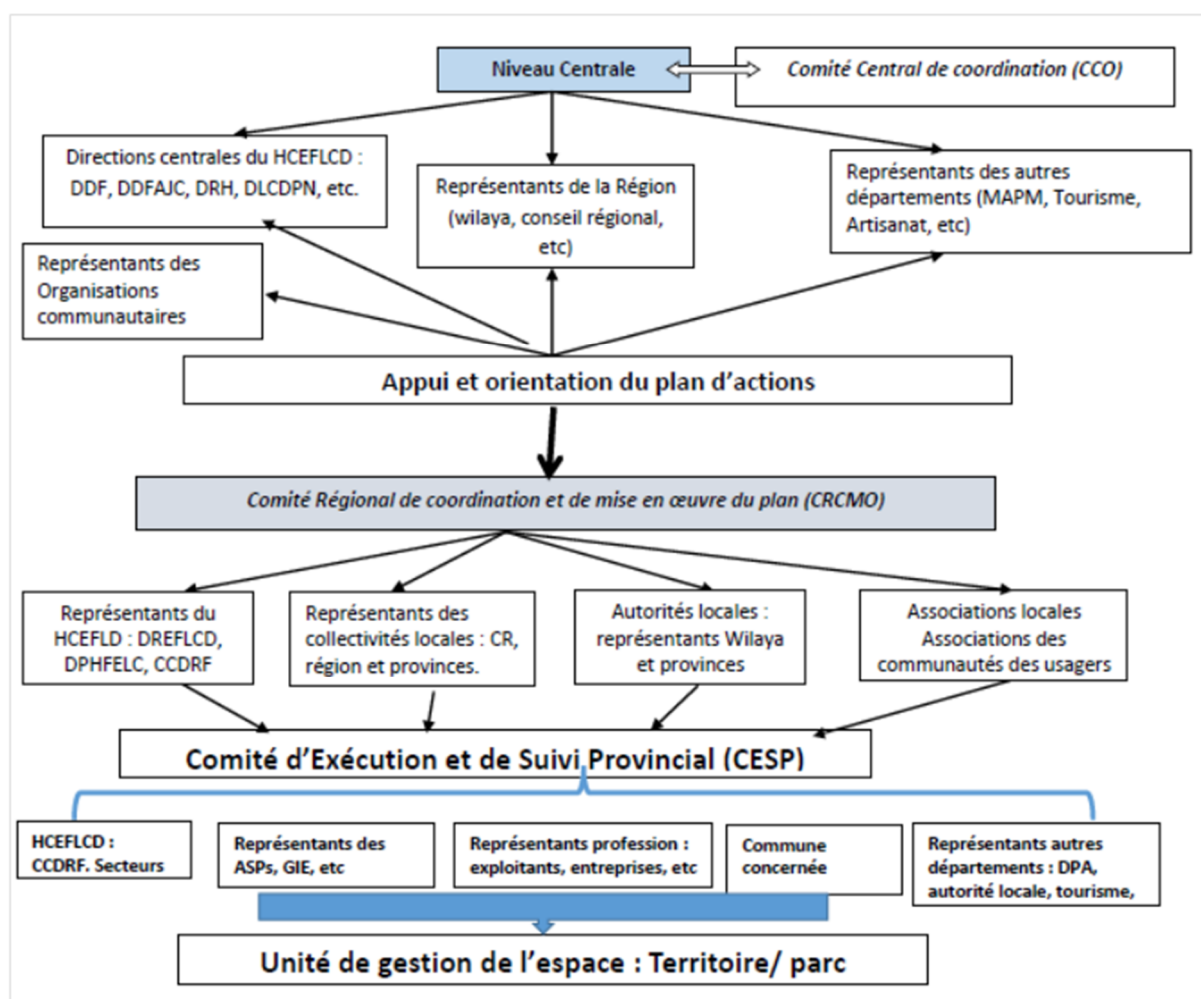 Niveau Centrale
Comité Central de coordination (CCO)
Directions centrales du HCEFLCD :
DDF, DDFAJC, DRH, DLCDPN, etc.
Représentants de la Région
(wilaya, conseil régional,
etc)
Représentants des autres
départements (MAPM, Tourisme,
Artisanat, etc)
Représentants des
Organisations
communautaires
Appui et orientation du plan d’actions
Comité Régional de coordination et de mise en œuvre du plan (CRCMO)
Représentants du
HCEFLD : DREFLCD,
DPHFELC, CCDRF
Représentants des
collectivités locales : CR,
région et provinces.
Autorités locales :
représentants Wilaya
et provinces
Associations locales
Associations des
communautés des usagers
Comité d’Exécution et de Suivi Provincial (CESP)
HCEFLCD :
CCDRF. Secteurs
Représentants des
ASPs, GIE, etc
Représentants profession :
exploitants, entreprises, etc
Commune
concernée
Représentants autres
départements : DPA,
autorité locale, tourisme,
Unité de gestion de l’espace : Territoire/ parc